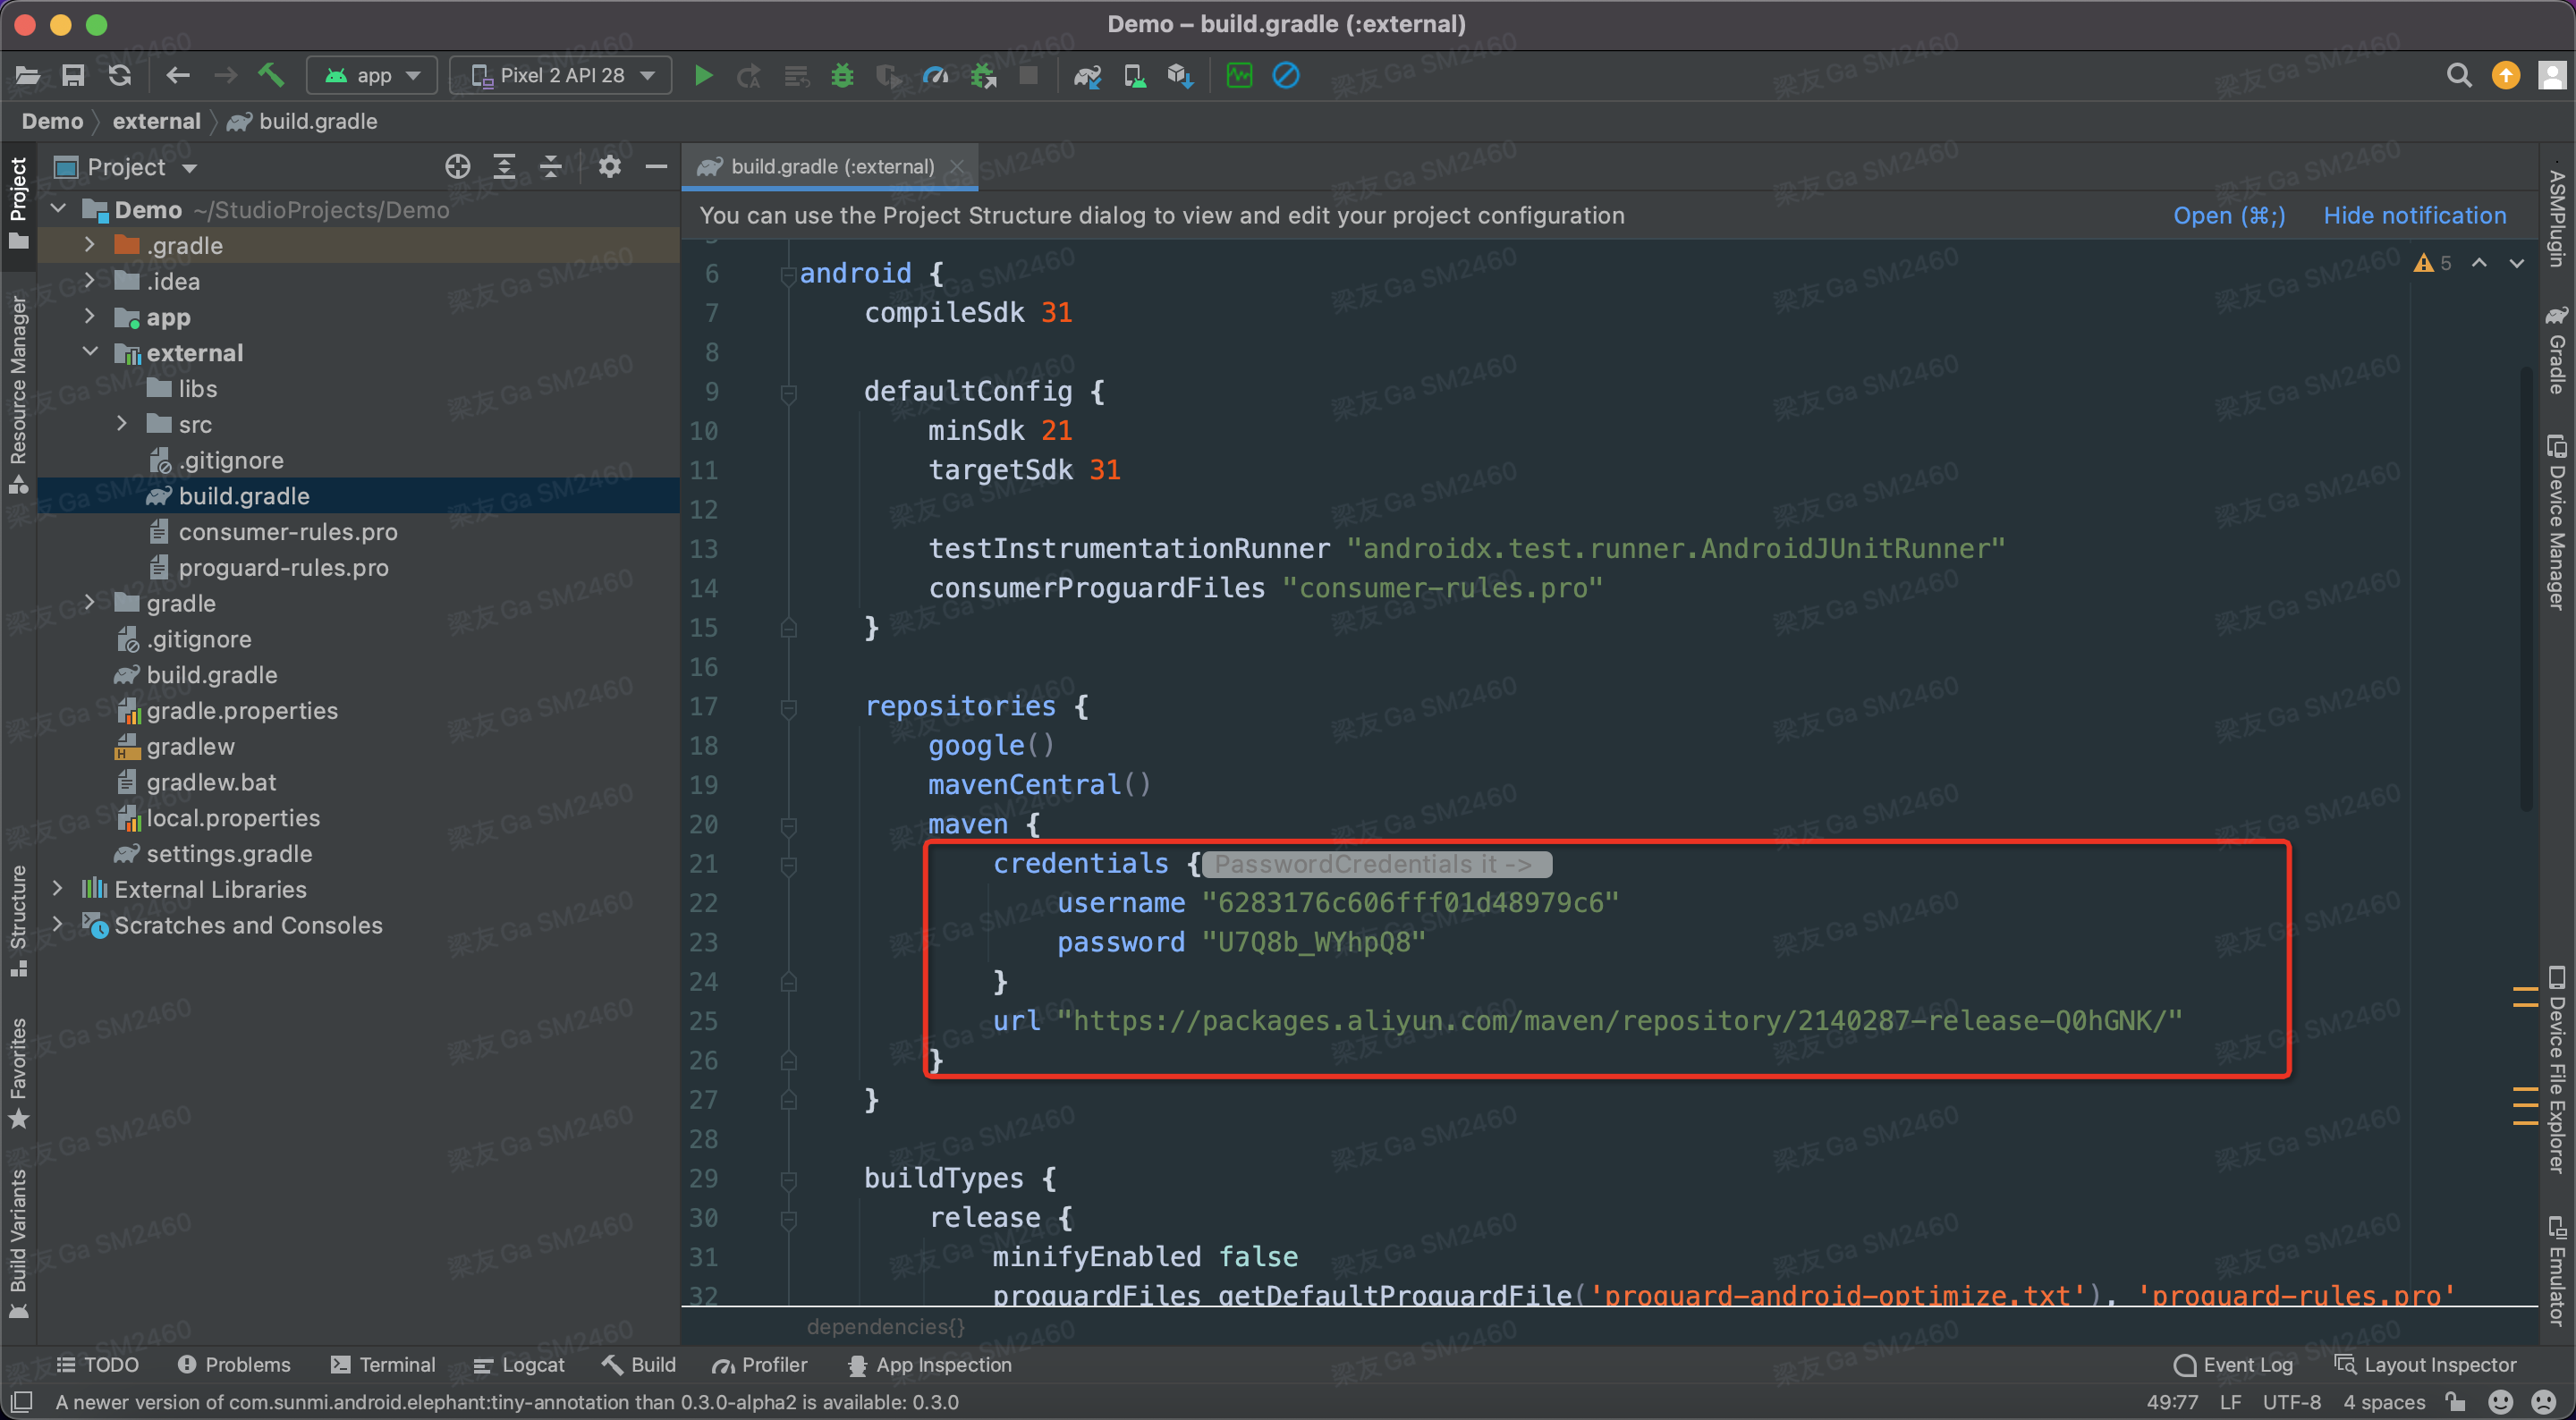 Demo – build.gradle (:external)
app
Pixel 2 API 28
Demo
external
build.gradle
Project
Project
build.gradle (:external)
You can use the Project Structure dialog to view and edit your project configuration
Open (⌘;)
Hide notification
Demo ~/StudioProjects/Demo
.gradle
.idea
app
external
libs
src
.gitignore
build.gradle
consumer-rules.pro
proguard-rules.pro
gradle
.gitignore
build.gradle
gradle.properties
gradlew
gradlew.bat
local.properties
settings.gradle
External Libraries
Scratches and Consoles
Resource Manager
Structure
Favorites
Build Variants
5
6 android {
7 compileSdk 31
8
9 defaultConfig {
10 minSdk 21
11 targetSdk 31
12
13 testInstrumentationRunner "androidx.test.runner.AndroidJUnitRunner"
14 consumerProguardFiles "consumer-rules.pro"
15 }
16
17 repositories {
18 google()
19 mavenCentral()
20 maven {
21 credentials { PasswordCredentials it ->
22 username "6283176c606fff01d48979c6"
23 password "U7Q8b_WYhpQ8"
24 }
25 url "https://packages.aliyun.com/maven/repository/2140287-release-Q0hGNK/"
26 }
27 }
28
29 buildTypes {
30 release {
31 minifyEnabled false
32 proguardFiles getDefaultProguardFile('proguard-android-optimize.txt'), 'proguard-rules.pro'
dependencies{}
ASMPlugin
Gradle
Device Manager
Device File Explorer
Emulator
TODO
Problems
Terminal
Logcat
Build
Profiler
App Inspection
Event Log
Layout Inspector
A newer version of com.sunmi.android.elephant:tiny-annotation than 0.3.0-alpha2 is available: 0.3.0
49:77
LF
UTF-8
4 spaces
梁友 Ga SM2460